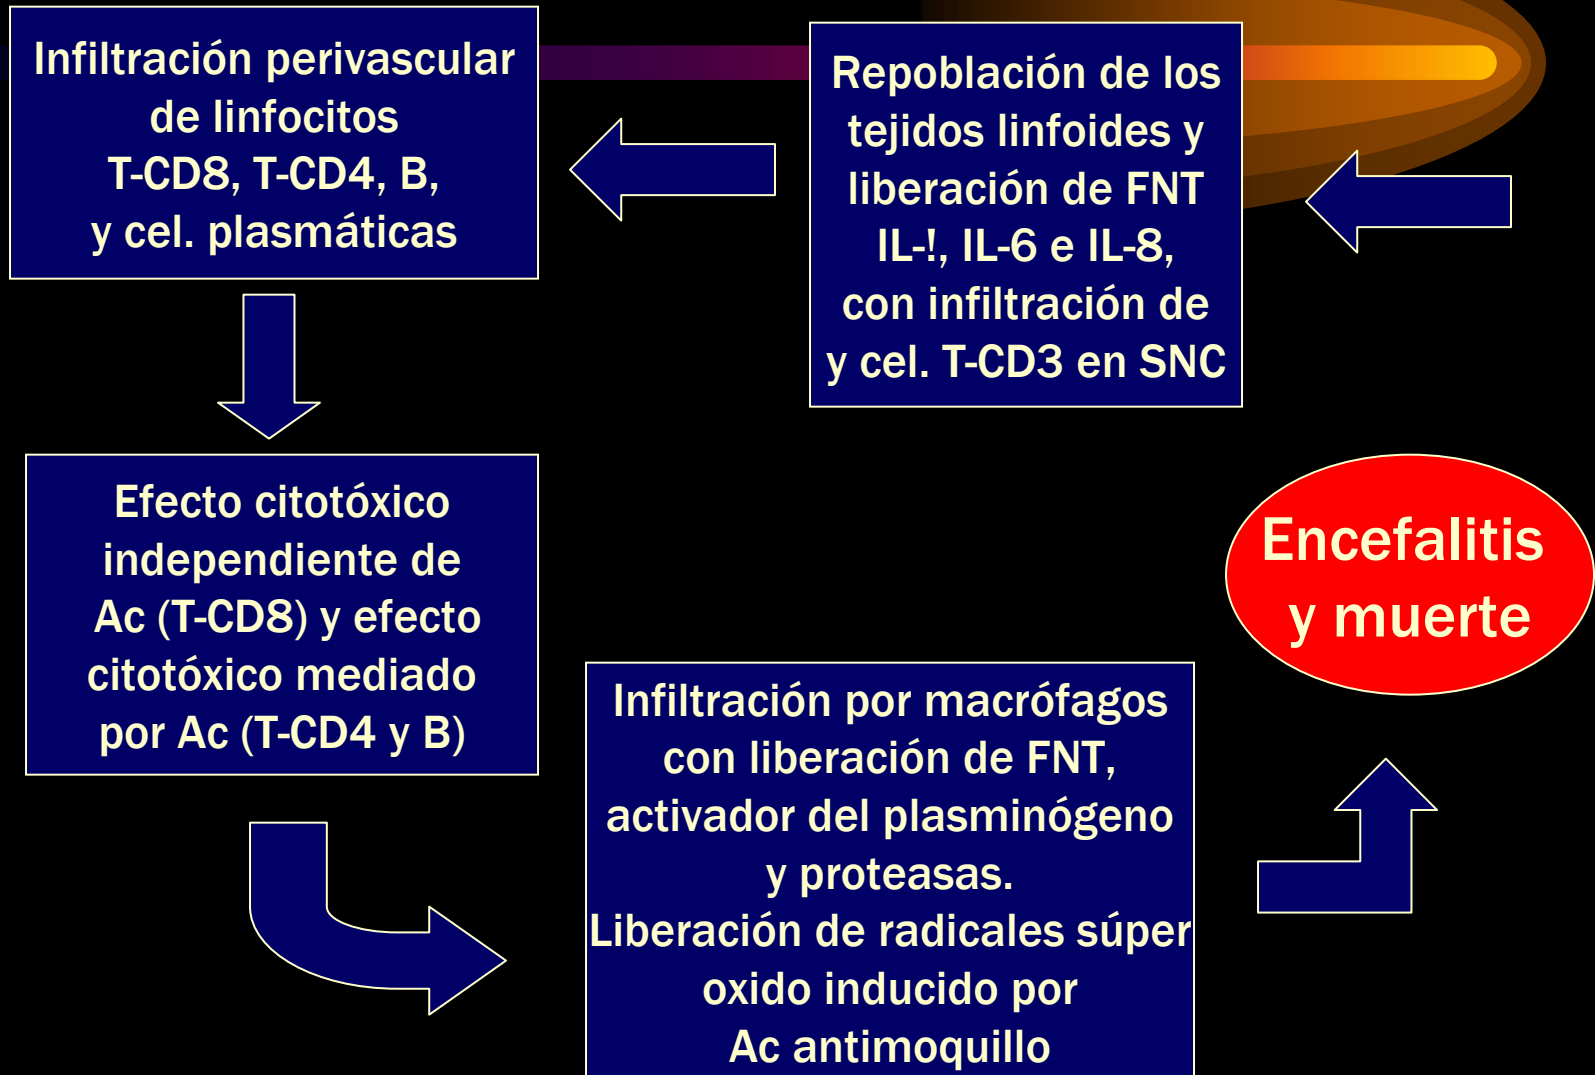 Infiltración perivascular
de linfocitos
T-CD8, T-CD4, B,
y cel. plasmáticas
Repoblación de los
tejidos linfoides y
liberación de FNT
IL-!, IL-6 e IL-8,
con infiltración de
y cel. T-CD3 en SNC
Efecto citotóxico
independiente de
Ac (T-CD8) y efecto
citotóxico mediado
por Ac (T-CD4 y B)
Infiltración por macrófagos
con liberación de FNT,
activador del plasminógeno
y proteasas.
Liberación de radicales súper
oxido inducido por
Ac antimoquillo
Encefalitis
y muerte